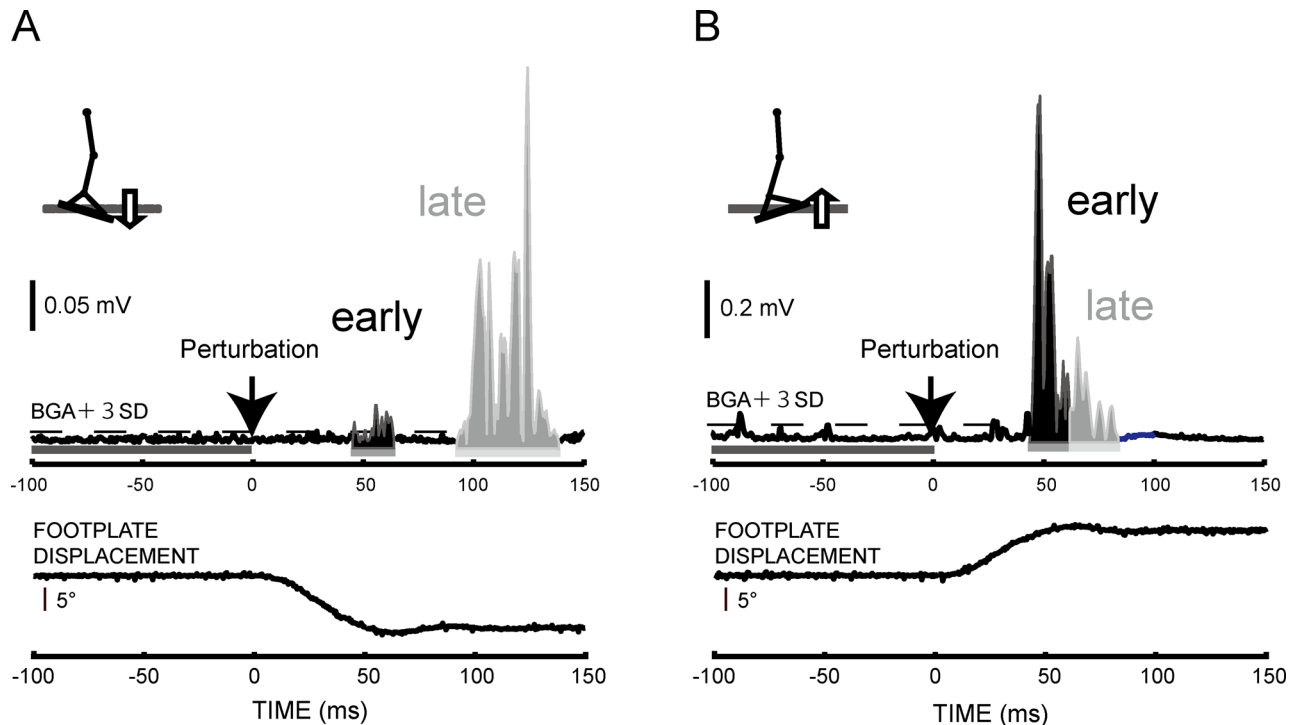 A
late
0.05 mV
early
Perturbation
BGA + 3 SD
-100 -50 0 50 100 150
FOOTPLATE
DISPLACEMENT
5°
-100 -50 0 50 100 150
TIME (ms)
B
early
0.2 mV
late
Perturbation
BGA + 3 SD
-100 -50 0 50 100 150
FOOTPLATE
DISPLACEMENT
5°
-100 -50 0 50 100 150
TIME (ms)